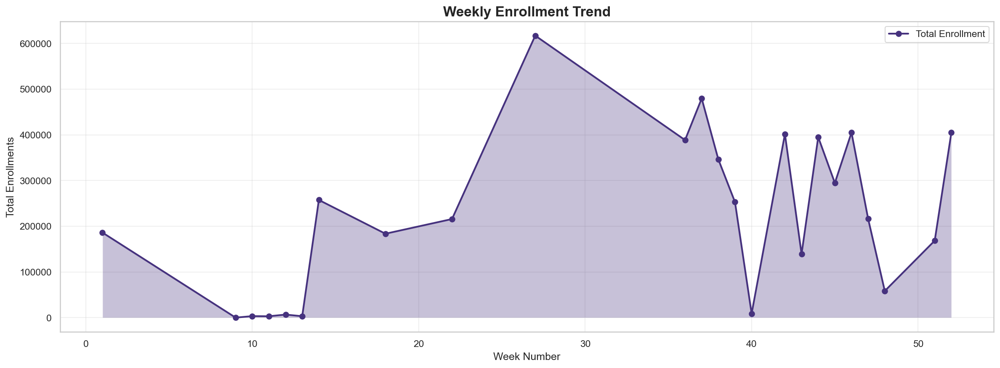 Weekly Enrollment Trend
Total Enrollment
600000
500000
400000
300000
200000
100000
0
Total Enrollments
0 10 20 30 40 50
Week Number